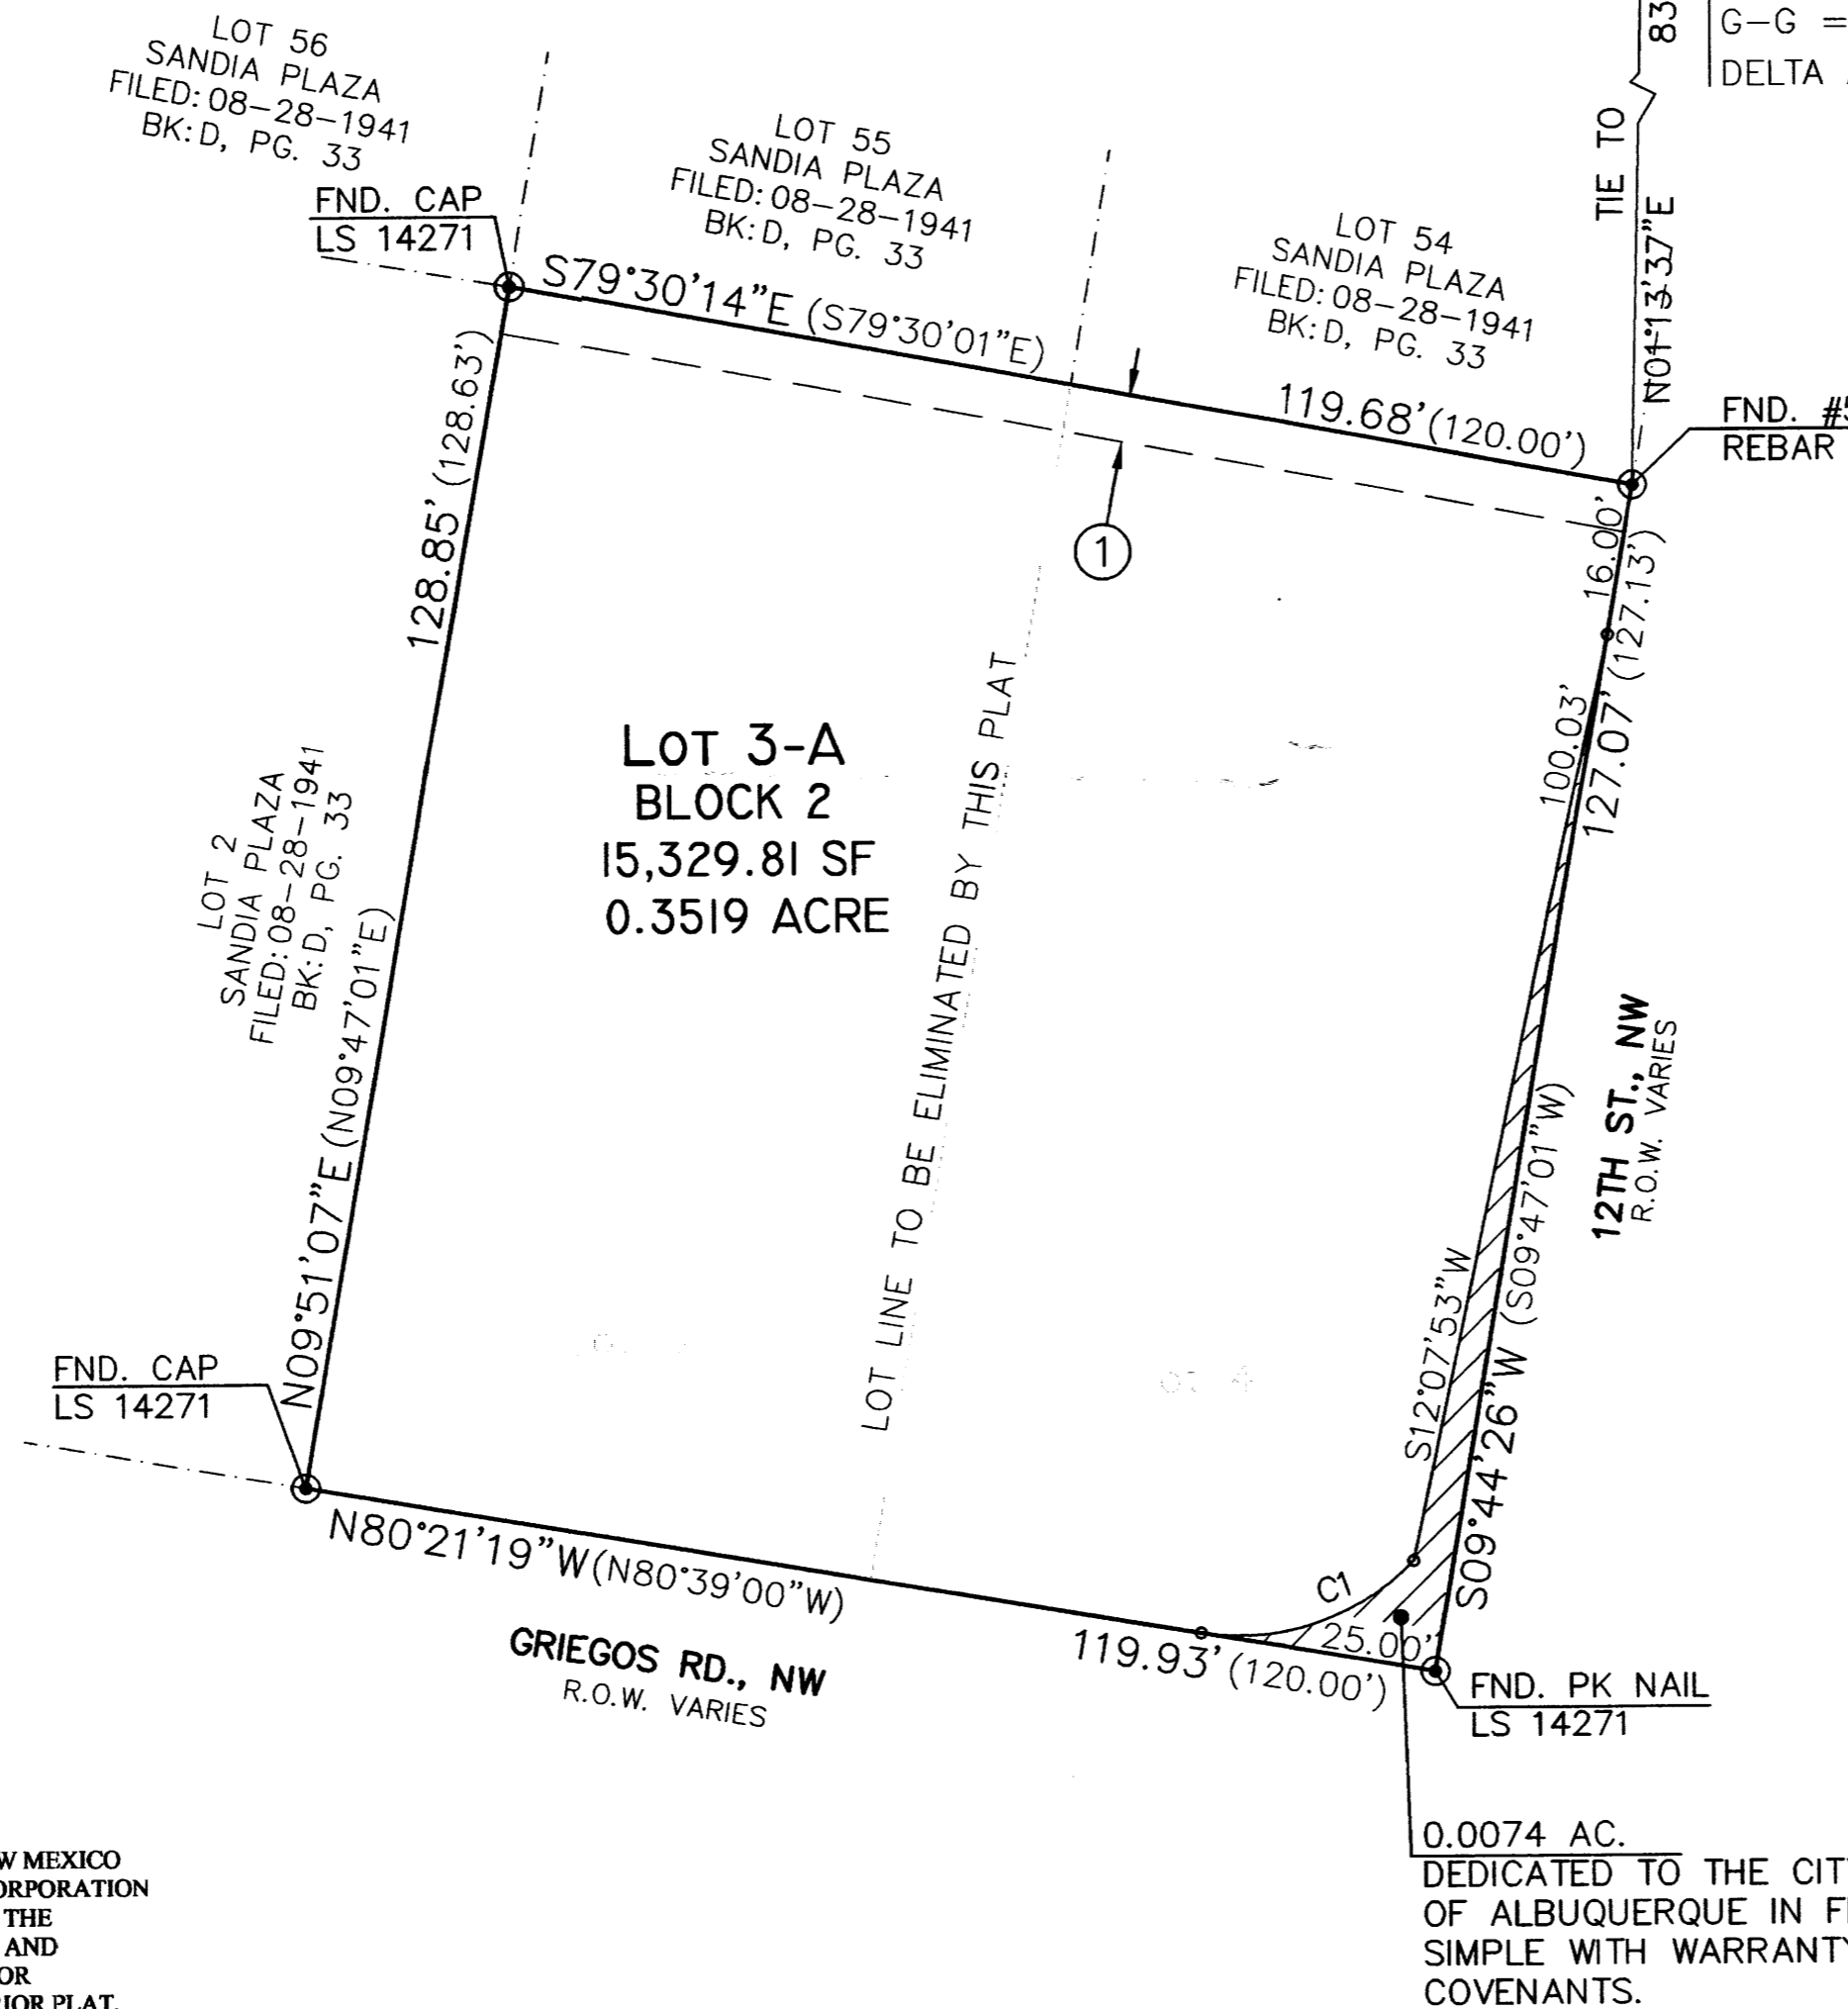 LOT 56
SANDIA PLAZA
FILED: 08-28-1941
BK: D, PG. 33
LOT 55
SANDIA PLAZA
FILED: 08-28-1941
BK: D, PG. 33
LOT 54
SANDIA PLAZA
FILED: 08-28-1941
BK: D, PG. 33
TIE TO 83
N01°13'37"E
G-G =
DELTA
FND. CAP
LS 14271
S79°30'14"E (S79°30'01"E)
119.68' (120.00')
FND. #5
REBAR
1
128.85' (128.63')
N09°51'07"E (N09°47'01"E)
LOT 2
SANDIA PLAZA
FILED: 08-28-1941
BK: D, PG. 33
LOT 3-A
BLOCK 2
15,329.81 SF
0.3519 ACRE
LOT LINE TO BE ELIMINATED BY THIS PLAT
16.00'
127.07' (127.13')
100.03'
S12°07'53"W
S09°44'26"W (S09°47'01"W)
12TH ST., NW
R.O.W. VARIES
FND. CAP
LS 14271
N80°21'19"W (N80°39'00"W)
119.93' (120.00')
C1
25.00'
GRIEGOS RD., NW
R.O.W. VARIES
FND. PK NAIL
LS 14271
0.0074 AC.
DEDICATED TO THE CIT
OF ALBUQUERQUE IN F
SIMPLE WITH WARRANTY
COVENANTS.
W MEXICO
ORPORATION
THE
AND
OR
RIOR PLAT.